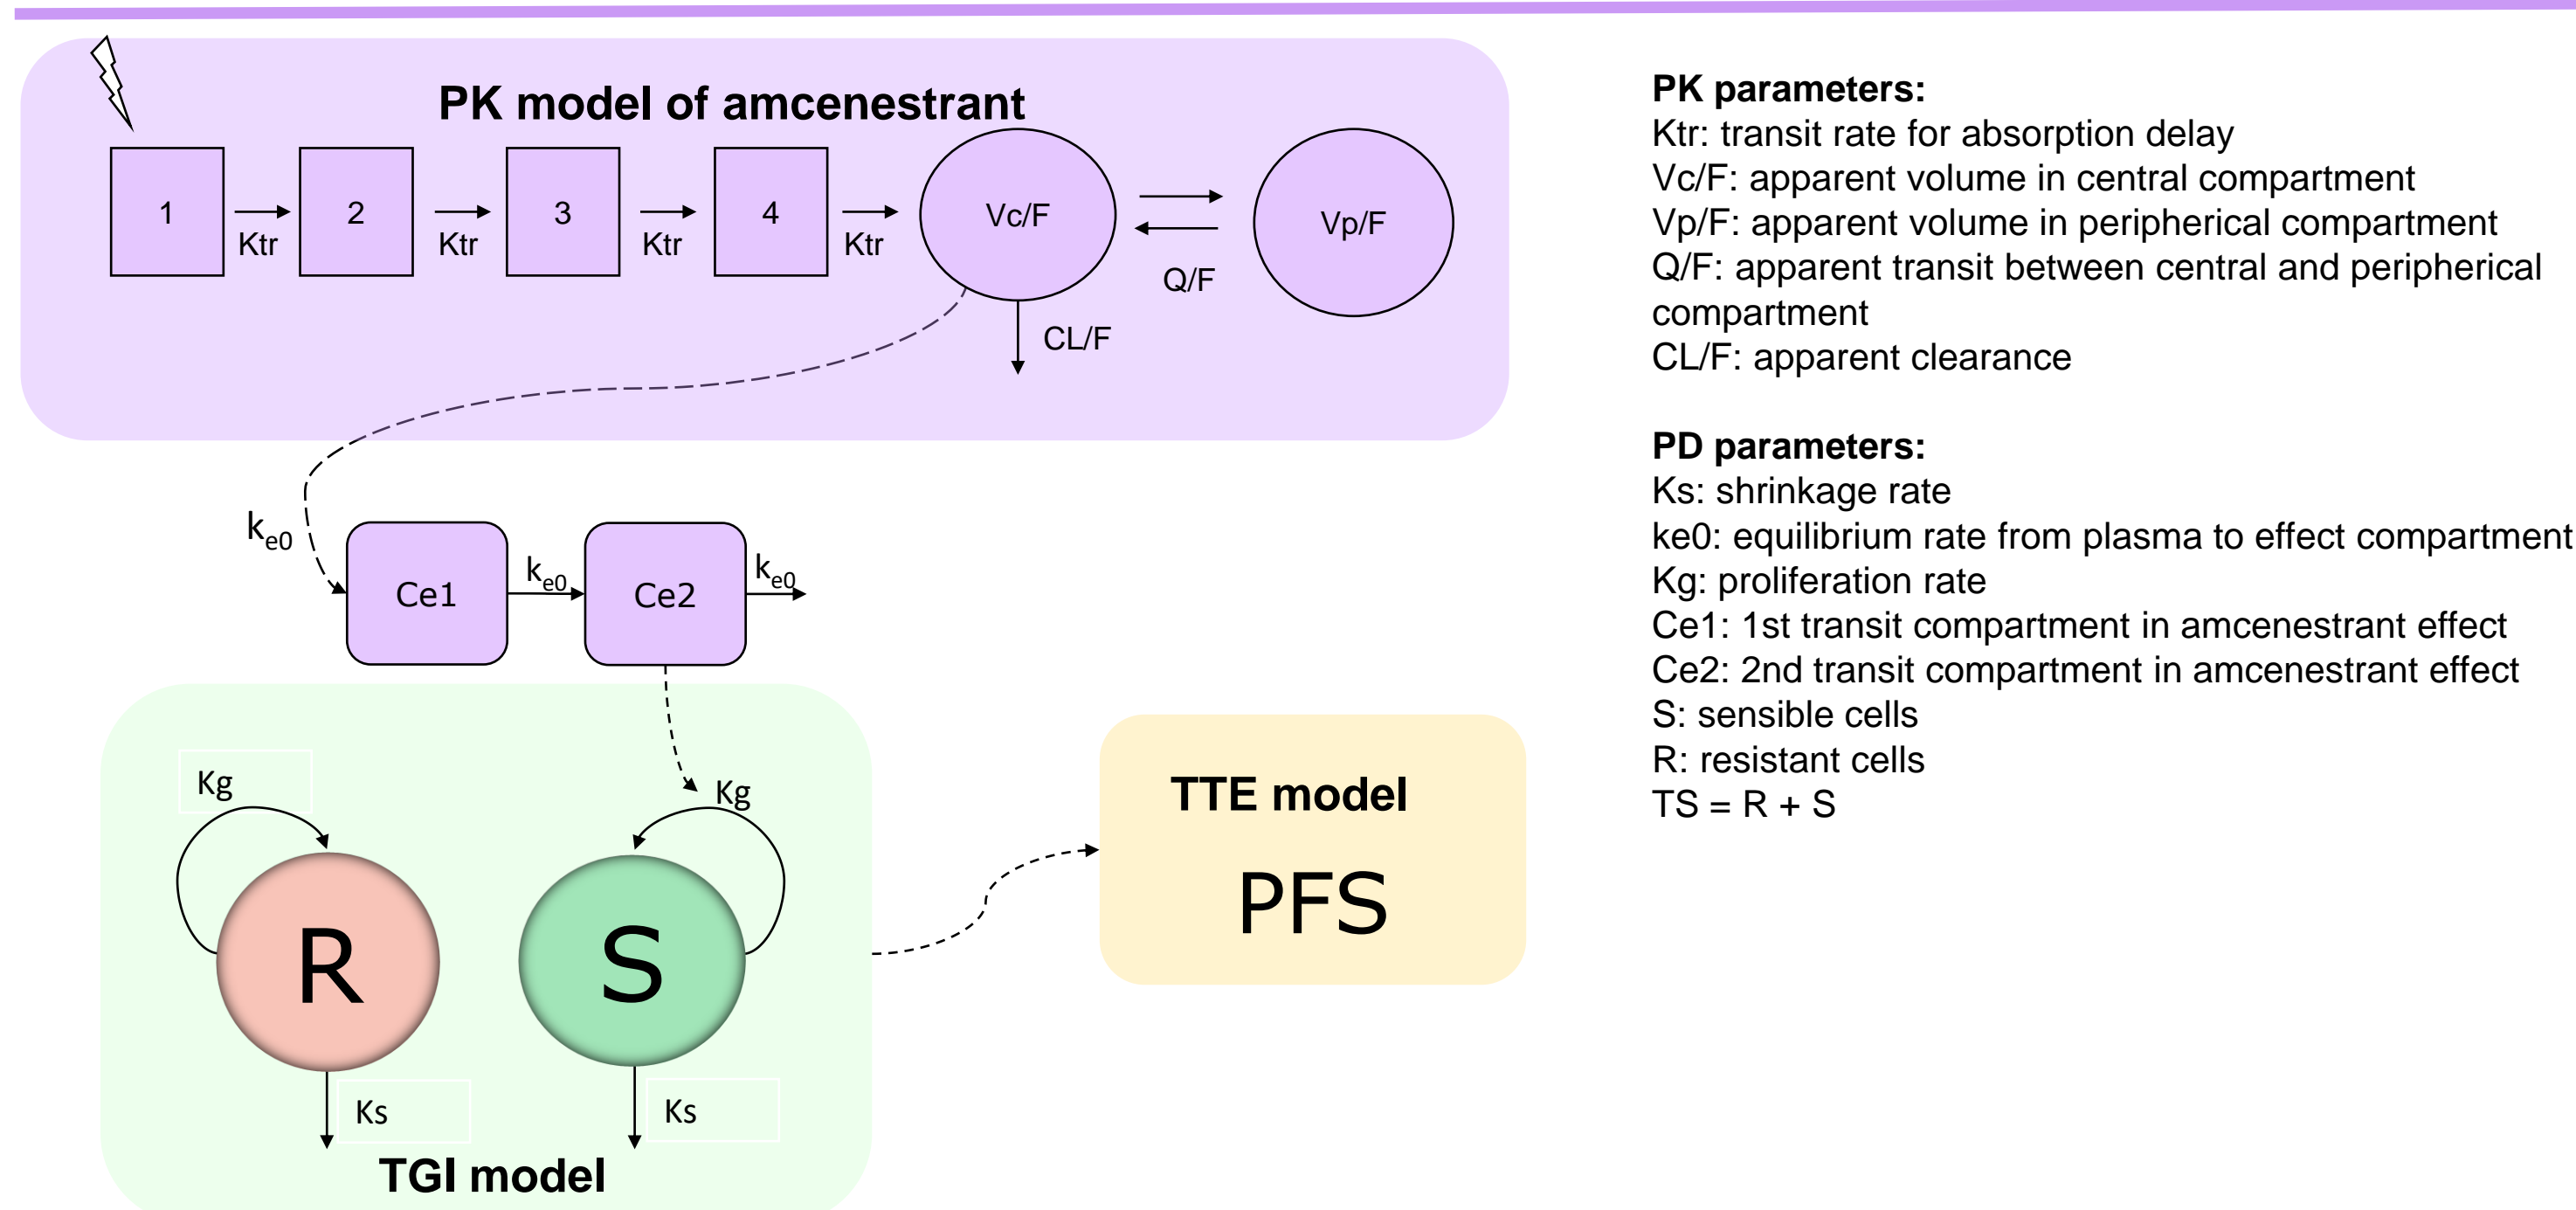 PK model of amcenestrant
1
2
3
4
Vc/F
Vp/F
Ktr
Ktr
Ktr
Ktr
Q/F
CL/F
ke0
Ce1
ke0
Ce2
ke0
Kg
Kg
R
S
Ks
Ks
TGI model
TTE model
PFS
PK parameters:
Ktr: transit rate for absorption delay
Vc/F: apparent volume in central compartment
Vp/F: apparent volume in peripherical compartment
Q/F: apparent transit between central and peripherical
compartment
CL/F: apparent clearance
PD parameters:
Ks: shrinkage rate
ke0: equilibrium rate from plasma to effect compartment
Kg: proliferation rate
Ce1: 1st transit compartment in amcenestrant effect
Ce2: 2nd transit compartment in amcenestrant effect
S: sensible cells
R: resistant cells
TS = R + S